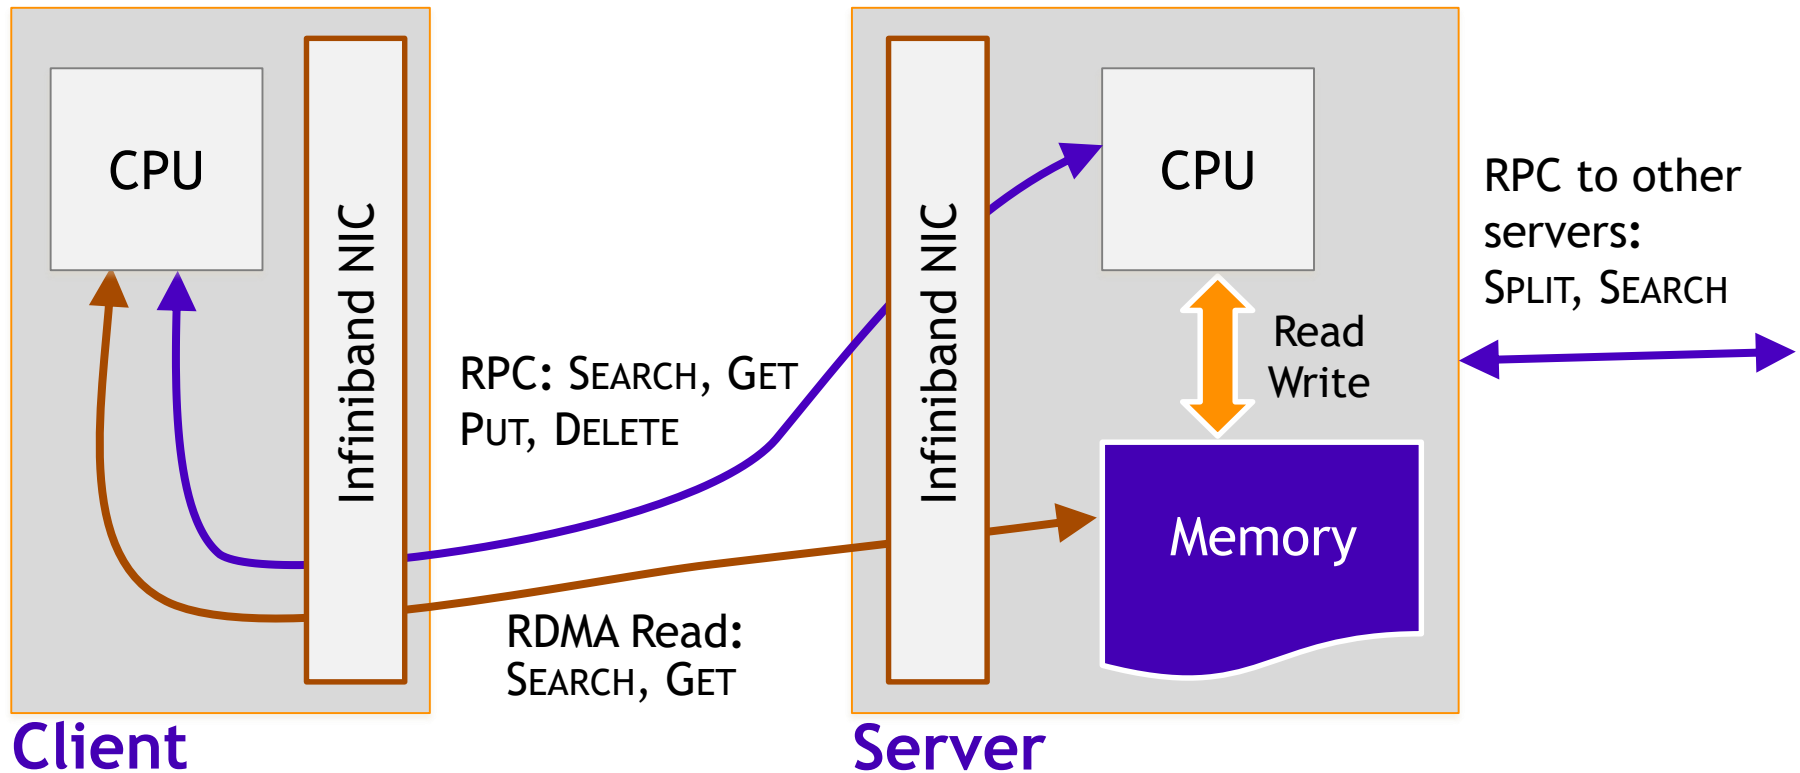 CPU
Infiniband NIC
RPC: SEARCH, GET
PUT, DELETE
RDMA Read:
SEARCH, GET
Infiniband NIC
CPU
Read
Write
Memory
RPC to other
servers:
SPLIT, SEARCH
Client
Server